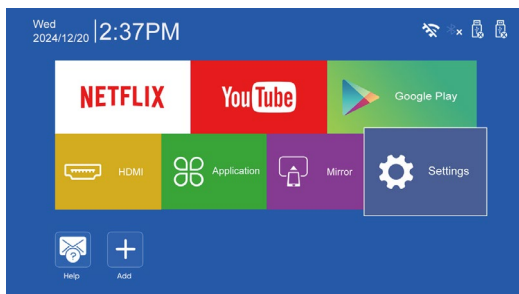 Wed
2024/12/20
2:37PM
NETFLIX
YouTube
Google Play
HDMI
Application
Mirror
Settings
Help
Add